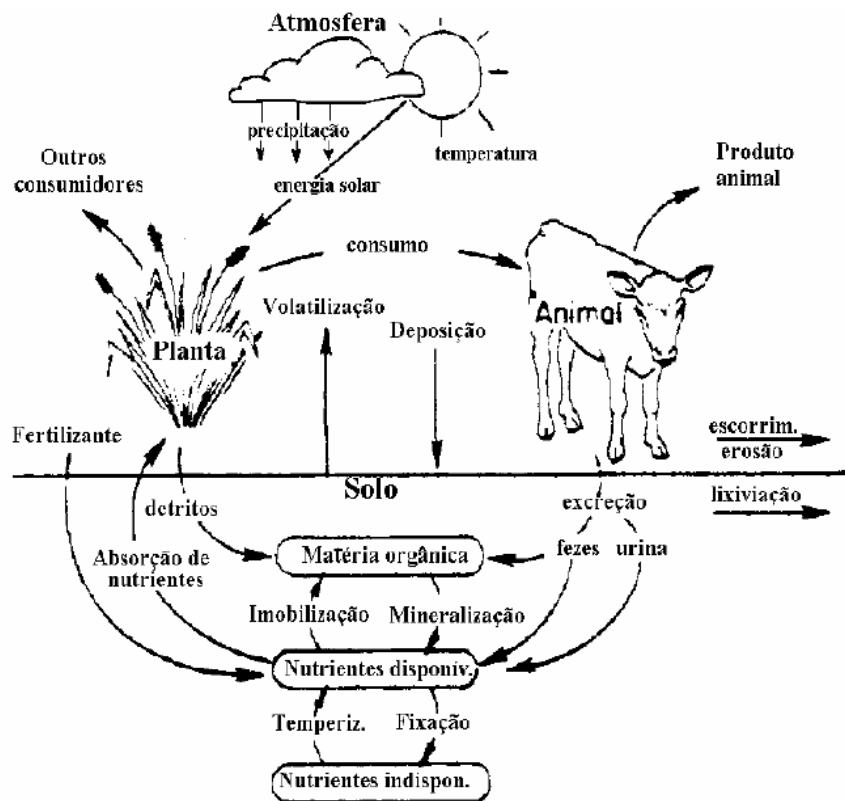 Atmosfera
precipitação
temperatura
energia solar
Outros
consumidores
Produto
animal
consumo
Volatilização
Animal
Deposição
Planta
Fertilizante
escorrim.
erosão
Solo
lixiviação
detritos
excreção
Matéria orgânica
fezes urina
Absorção de
nutrientes
Imobilização
Mineralização
Nutrientes disponív.
Temperiz.
Fixação
Nutrientes indispon.